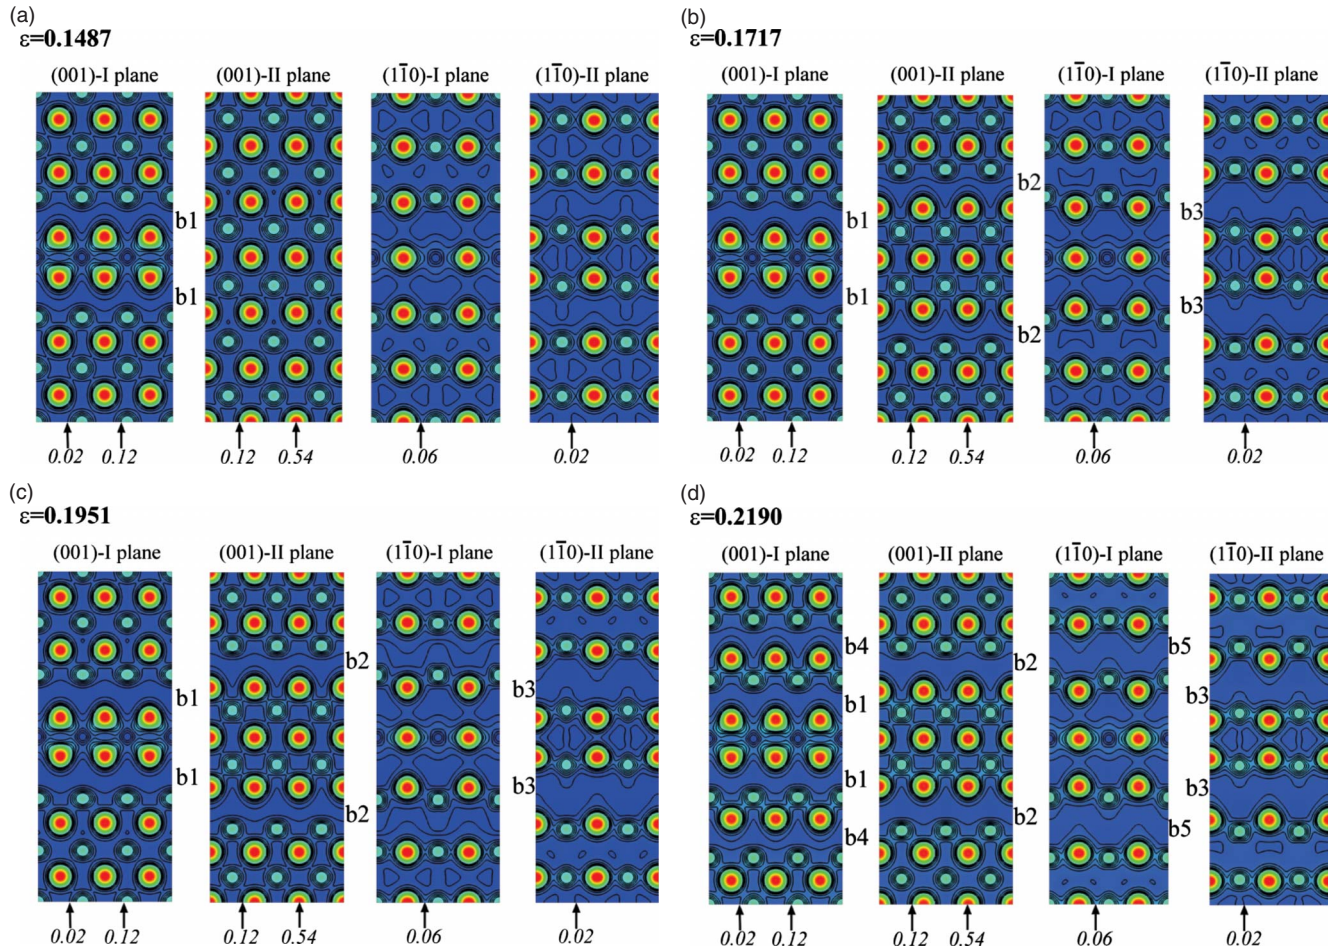 (a)
ε=0.1487
(001)-I plane (001)-II plane (11̅0)-I plane (11̅0)-II plane
b1
b1
0.02 0.12 0.12 0.54 0.06 0.02
(b)
ε=0.1717
(001)-I plane (001)-II plane (11̅0)-I plane (11̅0)-II plane
b2
b1 b3
b1 b3
b2
0.02 0.12 0.12 0.54 0.06 0.02
(c)
ε=0.1951
(001)-I plane (001)-II plane (11̅0)-I plane (11̅0)-II plane
b2
b1 b3
b1 b3
b2
0.02 0.12 0.12 0.54 0.06 0.02
(d)
ε=0.2190
(001)-I plane (001)-II plane (11̅0)-I plane (11̅0)-II plane
b4 b2 b5
b1 b3
b1 b3
b4 b2 b5
0.02 0.12 0.12 0.54 0.06 0.02